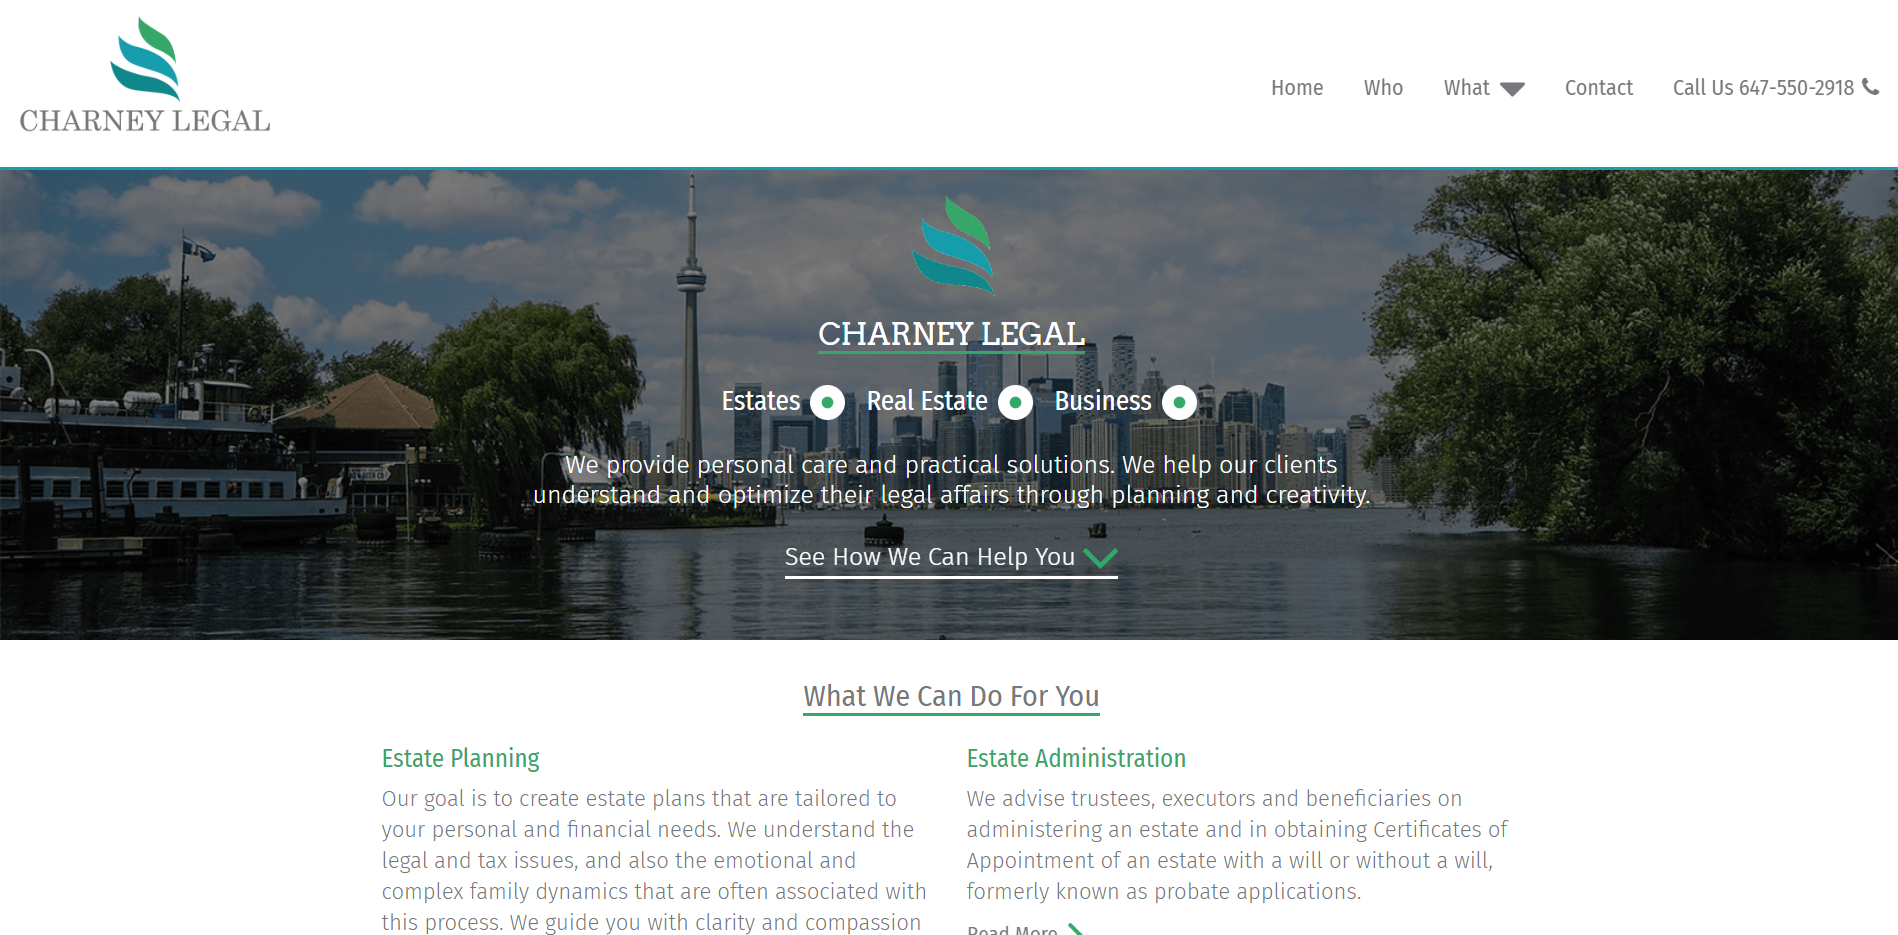 CHARNEY LEGAL
Home Who What Contact Call Us 647-550-2918
CHARNEY LEGAL
Estates Real Estate Business
We provide personal care and practical solutions. We help our clients
understand and optimize their legal affairs through planning and creativity.
See How We Can Help You
What We Can Do For You
Estate Planning
Our goal is to create estate plans that are tailored to
your personal and financial needs. We understand the
legal and tax issues, and also the emotional and
complex family dynamics that are often associated with
this process. We guide you with clarity and compassion
Estate Administration
We advise trustees, executors and beneficiaries on
administering an estate and in obtaining Certificates of
Appointment of an estate with a will or without a will,
formerly known as probate applications.
Read More